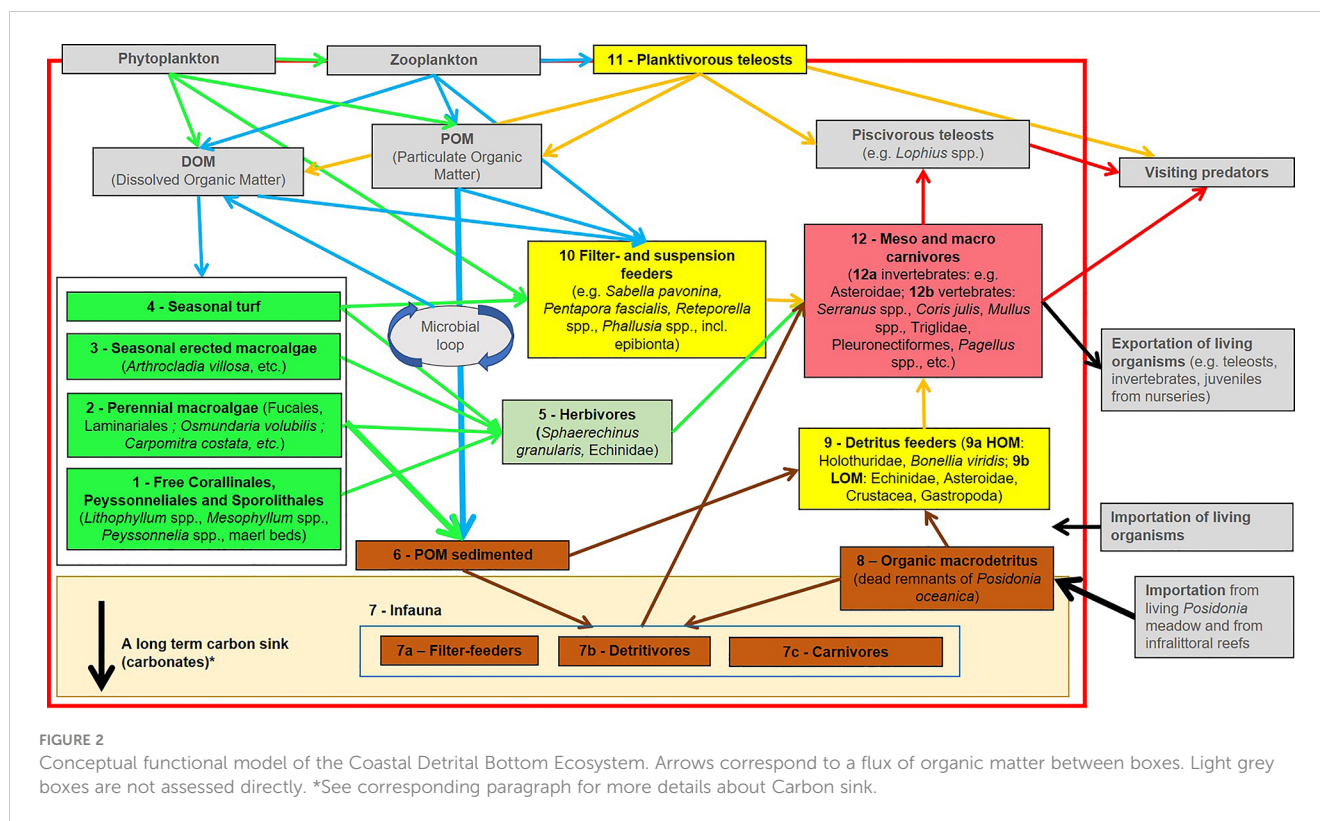 Phytoplankton
Zooplankton
11 - Planktivorous teleosts
POM
(Particulate Organic
Matter)
Piscivorous teleosts
(e.g. Lophius spp.)
DOM
(Dissolved Organic Matter)
Visiting predators
10 Filter- and suspension
feeders
(e.g. Sabella pavonina,
Pentapora fascialis, Reteporella
spp., Phallusia spp., incl.
epibionta)
12 - Meso and macro
carnivores
(12a invertebrates: e.g.
Asteroidae; 12b vertebrates:
Serranus spp., Coris julis, Mullus
spp., Triglidae,
Pleuronectiformes, Pagellus
spp., etc.)
4 - Seasonal turf
3 - Seasonal erected macroalgae
(Arthrocladia villosa, etc.)
2 - Perennial macroalgae (Fucales,
Laminariales ; Osmundaria volubilis ;
Carpomitra costata, etc.)
1 - Free Corallinales,
Peyssonneliales and Sporolithales
(Lithophyllum spp., Mesophyllum spp.,
Peyssonnelia spp., maerl beds)
Microbial
loop
Exportation of living
organisms (e.g. teleosts,
invertebrates, juveniles
from nurseries)
5 - Herbivores
(Sphaerechinus
granularis, Echinidae)
9 - Detritus feeders (9a HOM:
Holothuridae, Bonellia viridis; 9b
LOM: Echinidae, Asteroidae,
Crustacea, Gastropoda)
Importation of living
organisms
6 - POM sedimented
8 – Organic macrodetritus
(dead remnants of Posidonia
oceanica)
Importation from
living Posidonia
meadow and from
infralittoral reefs
7 - Infauna
A long term carbon sink
(carbonates)*
7a – Filter-feeders
7b - Detritivores
7c - Carnivores
FIGURE 2
Conceptual functional model of the Coastal Detrital Bottom Ecosystem. Arrows correspond to a flux of organic matter between boxes. Light grey
boxes are not assessed directly. *See corresponding paragraph for more details about Carbon sink.